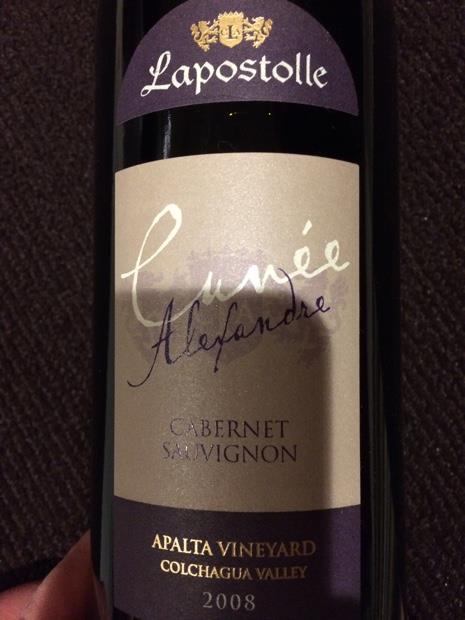 L
Lapostolle
Cuvée
Alexandre
CABERNET
SAUVIGNON
APALTA VINEYARD
COLCHAGUA VALLEY
2008